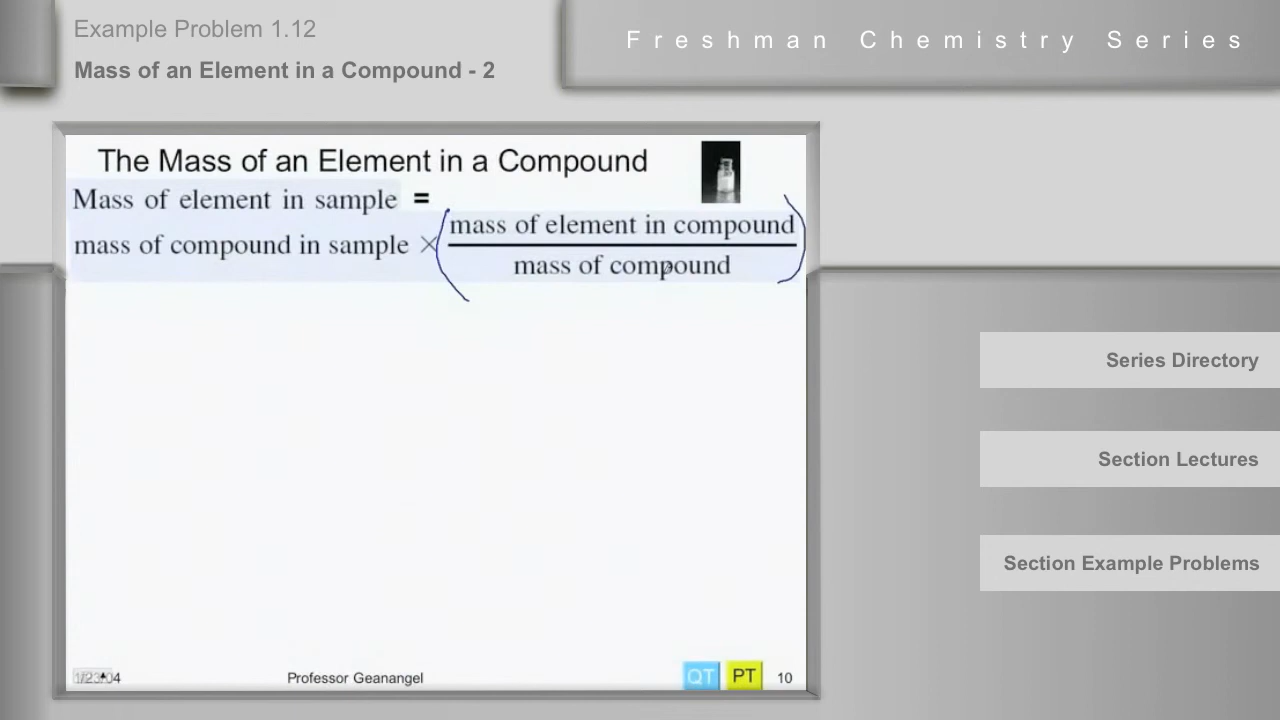 Example Problem 1.12
Mass of an Element in a Compound - 2
Freshman Chemistry Series
The Mass of an Element in a Compound
Mass of element in sample =
mass of compound in sample × (mass of element in compound
mass of compound)
Series Directory
Section Lectures
Section Example Problems
Professor Geanangel
QT PT 10